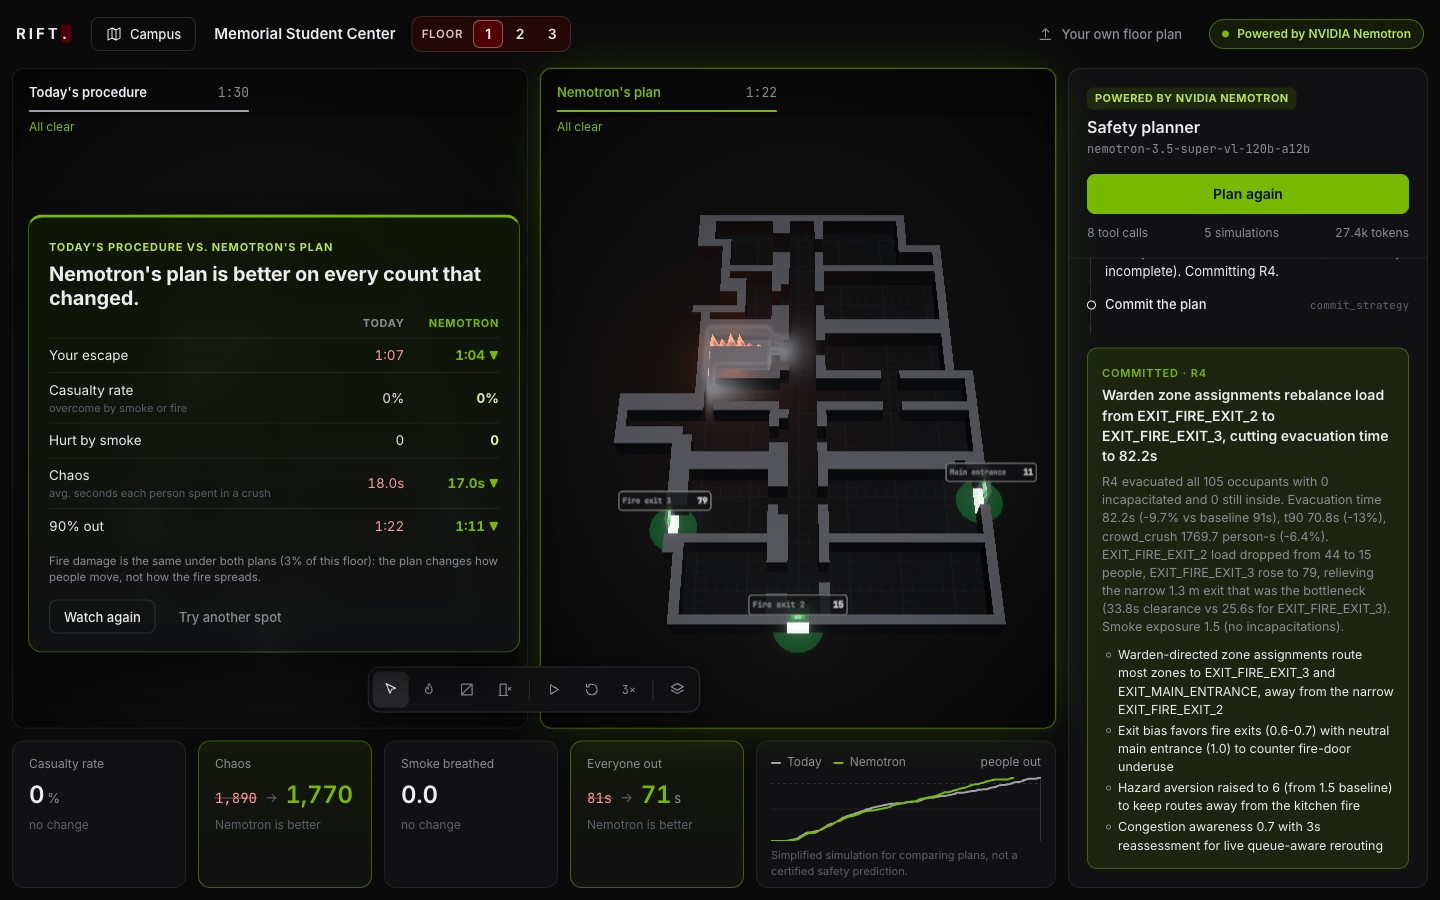 RIFT.
Campus
Memorial Student Center
FLOOR 1 2 3
Your own floor plan
Powered by NVIDIA Nemotron
Today's procedure 1:30
All clear
TODAY'S PROCEDURE VS. NEMOTRON'S PLAN
Nemotron's plan is better on every count that
changed.
TODAY NEMOTRON
Your escape 1:07 1:04 ▼
Casualty rate 0% 0%
overcome by smoke or fire
Hurt by smoke 0 0
Chaos 18.0s 17.0s ▼
avg. seconds each person spent in a crush
90% out 1:22 1:11 ▼
Fire damage is the same under both plans (3% of this floor): the plan changes how
people move, not how the fire spreads.
Watch again Try another spot
Nemotron's plan 1:22
All clear
Main entrance 11
Fire exit 3 79
Fire exit 2 15
3×
POWERED BY NVIDIA NEMOTRON
Safety planner
nemotron-3.5-super-vl-120b-a12b
Plan again
8 tool calls 5 simulations 27.4k tokens
incomplete). Committing R4.
Commit the plan commit_strategy
COMMITTED · R4
Warden zone assignments rebalance load
from EXIT_FIRE_EXIT_2 to
EXIT_FIRE_EXIT_3, cutting evacuation time
to 82.2s
R4 evacuated all 105 occupants with 0
incapacitated and 0 still inside. Evacuation time
82.2s (-9.7% vs baseline 91s), t90 70.8s (-13%),
crowd_crush 1769.7 person-s (-6.4%).
EXIT_FIRE_EXIT_2 load dropped from 44 to 15
people, EXIT_FIRE_EXIT_3 rose to 79, relieving
the narrow 1.3 m exit that was the bottleneck
(33.8s clearance vs 25.6s for EXIT_FIRE_EXIT_3).
Smoke exposure 1.5 (no incapacitations).
Warden-directed zone assignments route
most zones to EXIT_FIRE_EXIT_3 and
EXIT_MAIN_ENTRANCE, away from the narrow
EXIT_FIRE_EXIT_2
Exit bias favors fire exits (0.6-0.7) with neutral
main entrance (1.0) to counter fire-door
underuse
Hazard aversion raised to 6 (from 1.5 baseline)
to keep routes away from the kitchen fire
Congestion awareness 0.7 with 3s
reassessment for live queue-aware rerouting
Casualty rate
0 %
no change
Chaos
1,890 → 1,770
Nemotron is better
Smoke breathed
0.0
no change
Everyone out
81s → 71 s
Nemotron is better
Today Nemotron people out
Simplified simulation for comparing plans, not a
certified safety prediction.